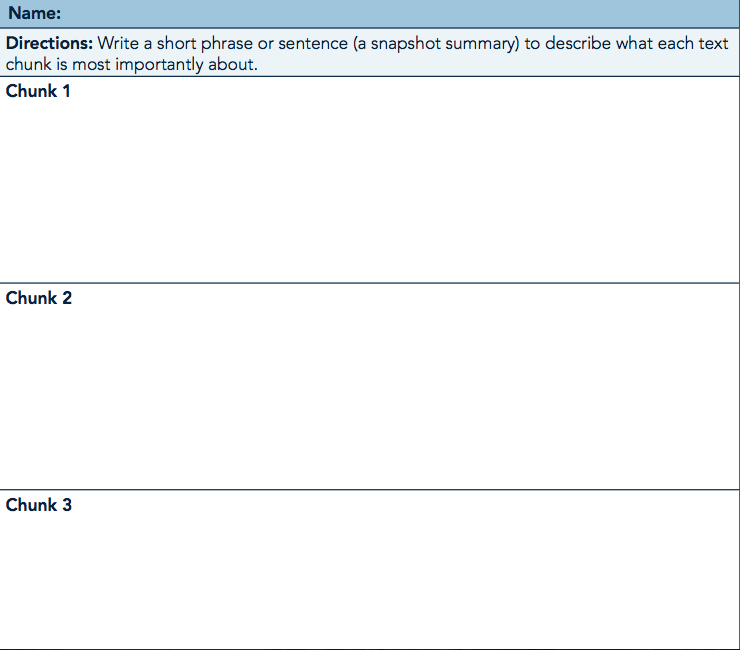 Name:
Directions: Write a short phrase or sentence (a snapshot summary) to describe what each text
chunk is most importantly about.
Chunk 1
Chunk 2
Chunk 3